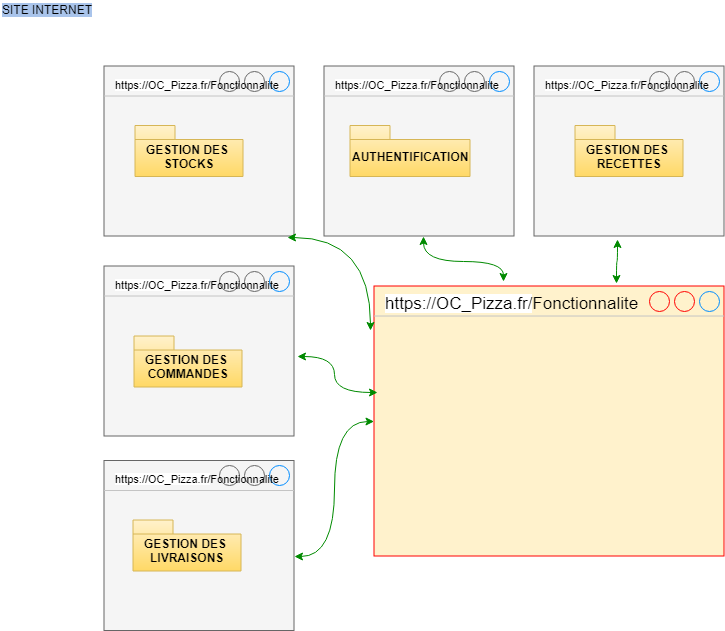 SITE INTERNET
https://OC_Pizza.fr/Fonctionnalite
GESTION DES
STOCKS
https://OC_Pizza.fr/Fonctionnalite
AUTHENTIFICATION
https://OC_Pizza.fr/Fonctionnalite
GESTION DES
RECETTES
https://OC_Pizza.fr/Fonctionnalite
GESTION DES
COMMANDES
https://OC_Pizza.fr/Fonctionnalite
https://OC_Pizza.fr/Fonctionnalite
GESTION DES
LIVRAISONS